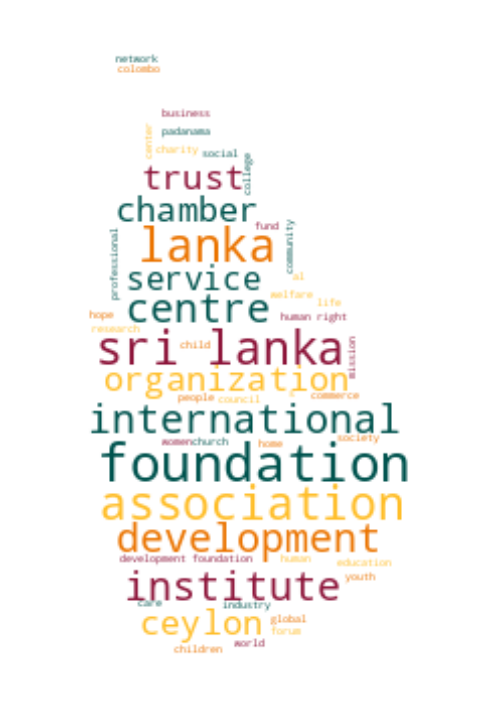 network
colombo
business
center
padanama
charity
social
college
trust
chamber
fund
community
professional
lanka
service
al
welfare
life
centre
hope
human right
research
sri lanka
child
mission
organization
people
council
commerce
international
women
church
home
society
foundation
association
development
development foundation
human
education
institute
youth
care
industry
ceylon
global
forum
children
world